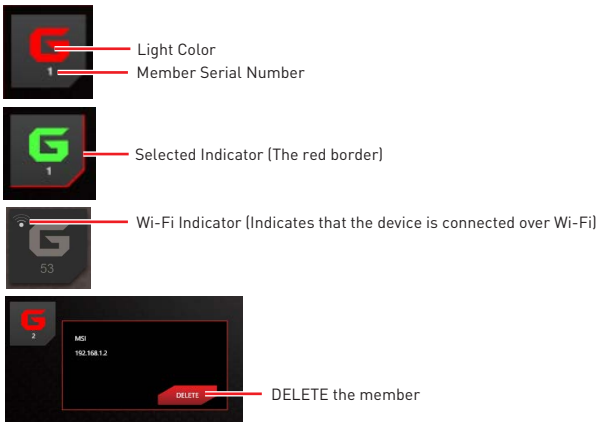 G
Light Color
1
Member Serial Number
G
Selected Indicator (The red border)
1
Wi-Fi Indicator (Indicates that the device is connected over Wi-Fi)
G
53
G
2
MSI
192.168.1.2
DELETE
DELETE the member